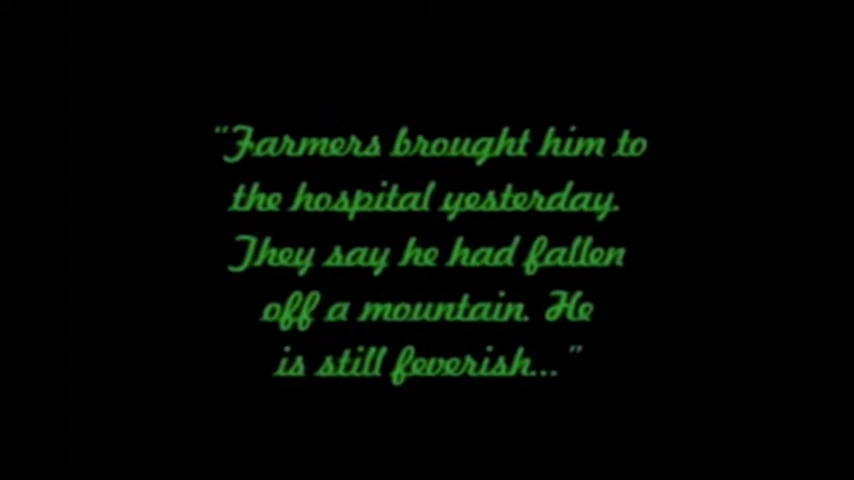 "Farmers brought him to
the hospital yesterday.
They say he had fallen
off a mountain. He
is still feverish..."